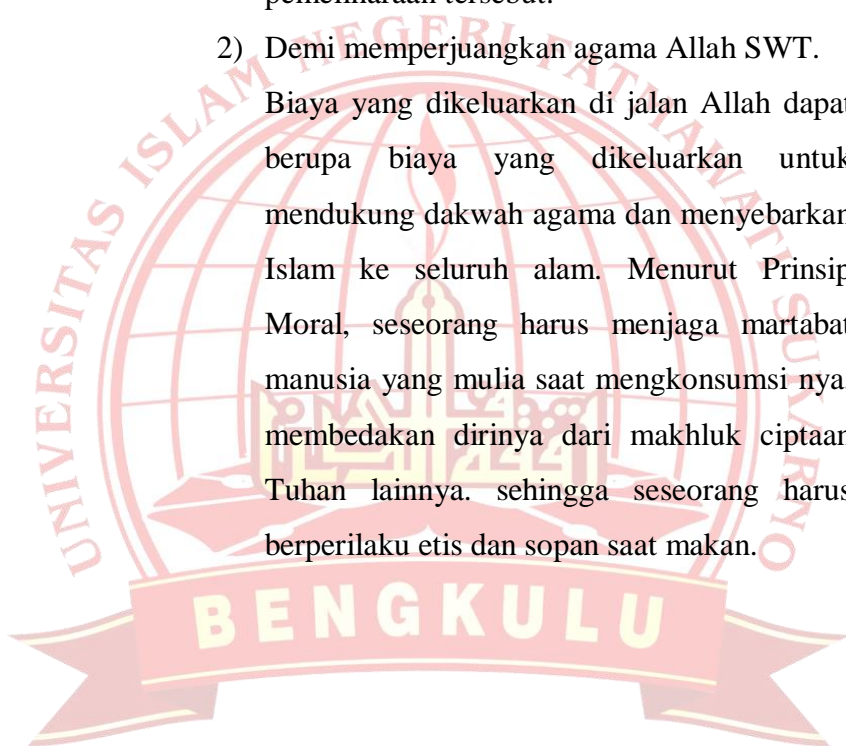 pemeliharaan tersebut.
2) Demi memperjuangkan agama Allah SWT.
Biaya yang dikeluarkan di jalan Allah dapat
berupa biaya yang dikeluarkan untuk
mendukung dakwah agama dan menyebarkan
Islam ke seluruh alam. Menurut Prinsip
Moral, seseorang harus menjaga martabat
manusia yang mulia saat mengkonsumsi nya,
membedakan dirinya dari makhluk ciptaan
Tuhan lainnya. sehingga seseorang harus
berperilaku etis dan sopan saat makan.
UNIVERSITAS ISLAM NEGERI FATMAWATI SUKARNO
BENGKULU